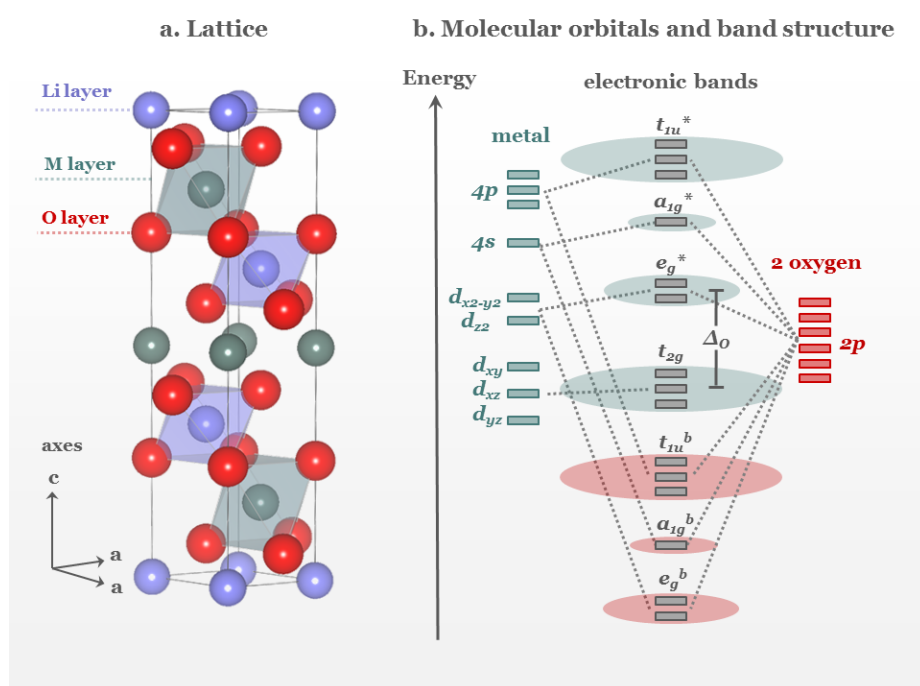 a. Lattice
b. Molecular orbitals and band structure
Energy
electronic bands
Li layer
M layer
O layer
metal
t1u*
4p
a1g*
4s
eg*
2 oxygen
dx2-y2
dz2
ΔO
2p
t2g
dxy
dxz
dyz
t1ub
a1gb
egb
axes
c
a
a